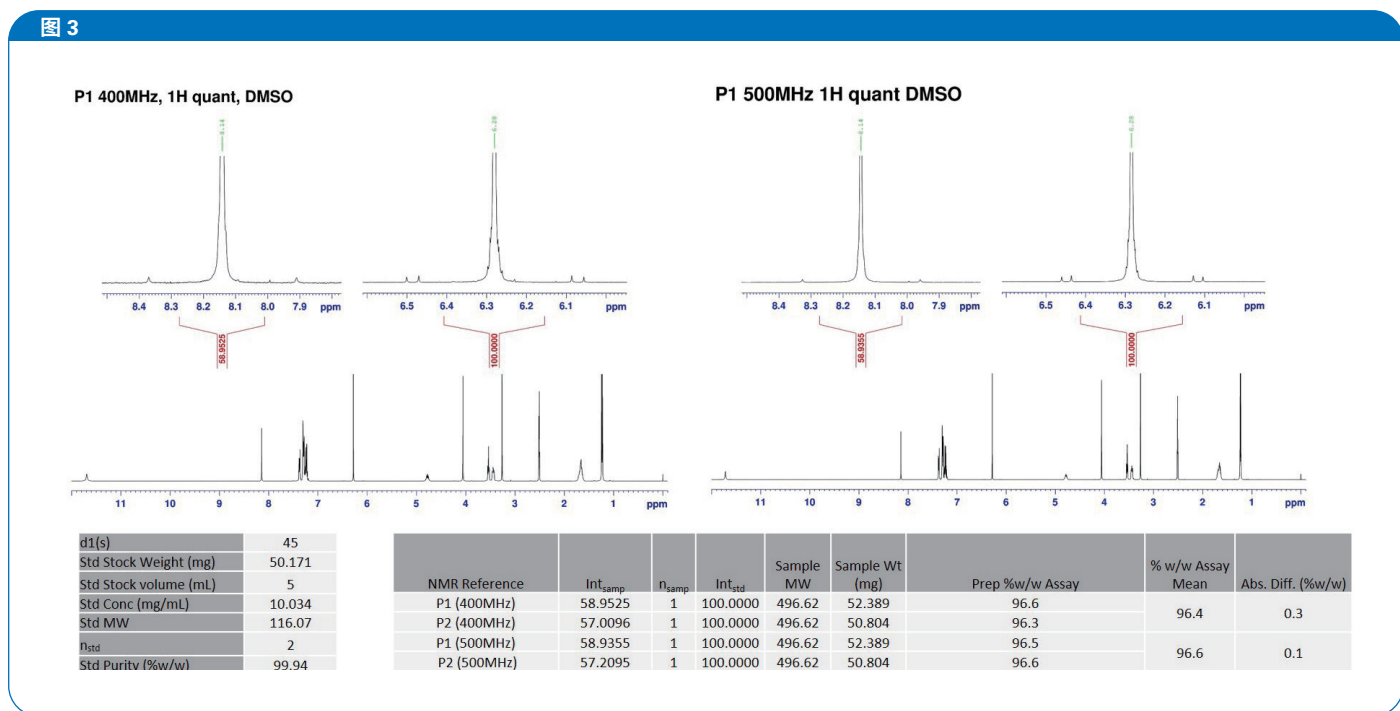 图 3
P1 400MHz, 1H quant, DMSO
8.14
6.28
8.4 8.3 8.2 8.1 8.0 7.9 ppm
6.5 6.4 6.3 6.2 6.1 ppm
58.9525
100.0000
11 10 9 8 7 6 5 4 3 2 1 ppm
P1 500MHz 1H quant DMSO
8.14
6.28
8.4 8.3 8.2 8.1 8.0 7.9 ppm
6.5 6.4 6.3 6.2 6.1 ppm
58.9355
100.0000
11 10 9 8 7 6 5 4 3 2 1 ppm
d1(s) 45
Std Stock Weight (mg) 50.171
Std Stock volume (mL) 5
Std Conc (mg/mL) 10.034
Std MW 116.07
nstd 2
Std Purity (%w/w) 99.94
NMR Reference Intsamp nsamp Intstd Sample MW Sample Wt (mg) Prep %w/w Assay % w/w Assay Mean Abs. Diff. (%w/w)
P1 (400MHz) 58.9525 1 100.0000 496.62 52.389 96.6 96.4 0.3
P2 (400MHz) 57.0096 1 100.0000 496.62 50.804 96.3
P1 (500MHz) 58.9355 1 100.0000 496.62 52.389 96.5 96.6 0.1
P2 (500MHz) 57.2095 1 100.0000 496.62 50.804 96.6